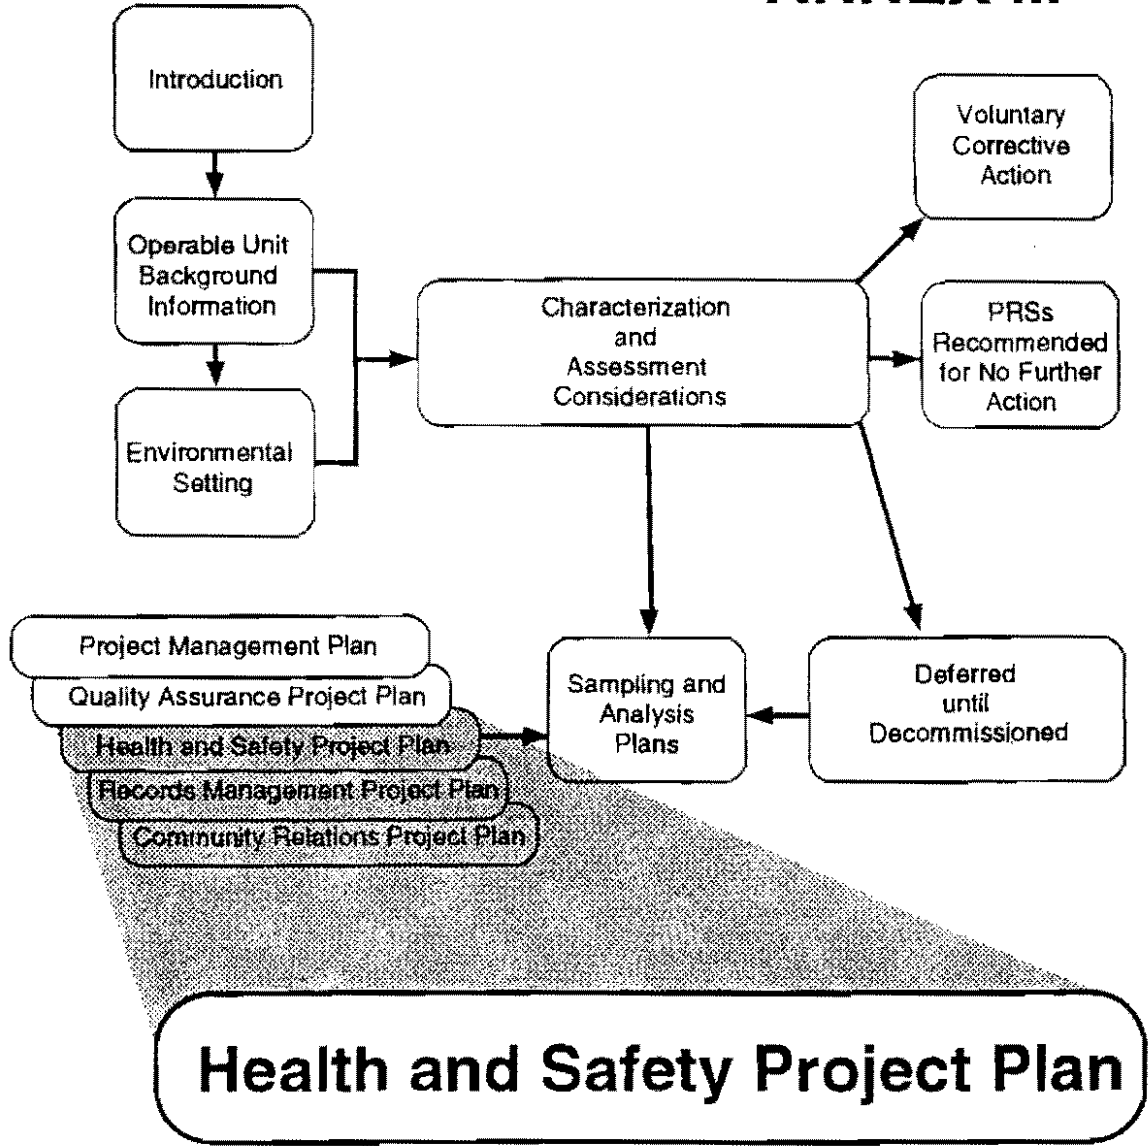 Introduction
Voluntary
Corrective
Action
Operable Unit
Background
Information
Characterization
and
Assessment
Considerations
PRSs
Recommended
for No Further
Action
Environmental
Setting
Project Management Plan
Quality Assurance Project Plan
Health and Safety Project Plan
Records Management Project Plan
Community Relations Project Plan
Sampling and
Analysis
Plans
Deferred
until
Decommissioned
Health and Safety Project Plan